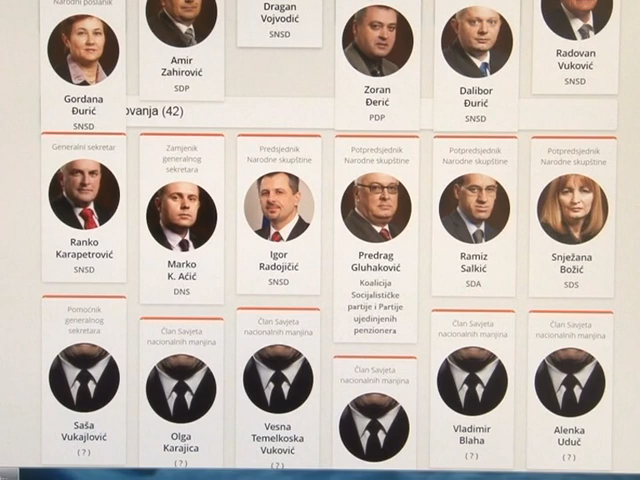 Narodni poslanik
Gordana
Đurić
SNSD
Amir
Zahirović
SDP
Dragan
Vojvodić
SNSD
Zoran
Đerić
PDP
Dalibor
Đurić
SNSD
Radovan
Vuković
SNSD
ovanja (42)
Generalni sekretar
Ranko
Karapetrović
SNSD
Zamjenik
generalnog
sekretara
Marko
K. Aćić
DNS
Predsjednik
Narodne skupštine
Igor
Radojičić
SNSD
Potpredsjednik
Narodne skupštine
Predrag
Gluhaković
Koalicija
Socijalističke
partije i Partije
ujedinjenih
penzionera
Potpredsjednik
Narodne skupštine
Ramiz
Salkić
SDA
Potpredsjednik
Narodne skupštine
Snježana
Božić
SDS
Pomoćnik
generalnog
sekretara
Saša
Vukajlović
(?)
Član Savjeta
nacionalnih manjina
Olga
Karajica
(?)
Član Savjeta
nacionalnih manjina
Vesna
Temelkoska
Vuković
(?)
Član Savjeta
nacionalnih manjina
Član Savjeta
nacionalnih manjina
Vladimir
Blaha
(?)
Član Savjeta
nacionalnih manjina
Alenka
Uduč
(?)